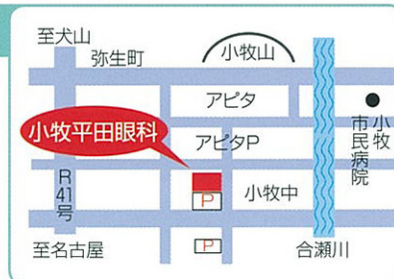 至犬山
弥生町
小牧山
アピタ
小牧平田眼科
アピタP
小牧
市民病院
R41号
P
小牧中
至名古屋
P
合瀬川